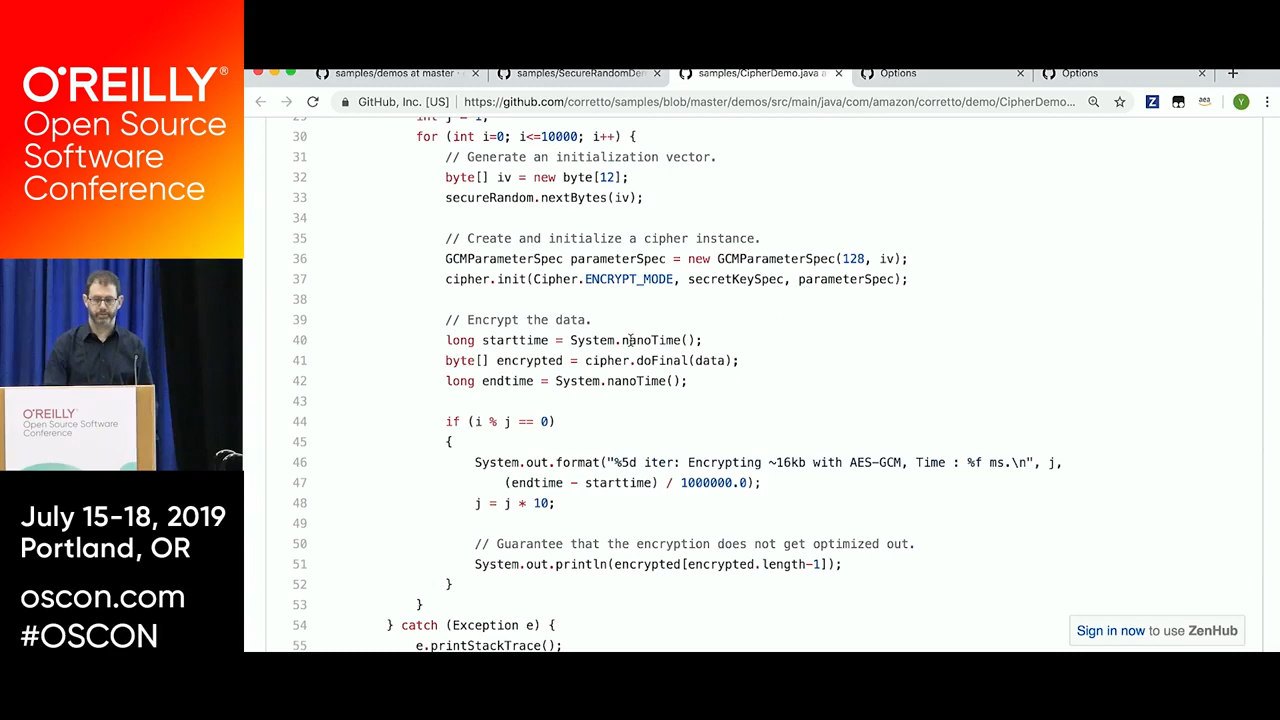 O'REILLY®
Open Source
Software
Conference
July 15-18, 2019
Portland, OR
oscon.com
#OSCON
O'REILLY
Open Source Software
Conference
samples/demos at master ·
samples/SecureRandomDem
samples/CipherDemo.java a
Options
Options
GitHub, Inc. [US] https://github.com/corretto/samples/blob/master/demos/src/main/java/com/amazon/corretto/demo/CipherDemo...
Z
aws
Y
29 int j = 1;
30 for (int i=0; i<=10000; i++) {
31 // Generate an initialization vector.
32 byte[] iv = new byte[12];
33 secureRandom.nextBytes(iv);
34
35 // Create and initialize a cipher instance.
36 GCMParameterSpec parameterSpec = new GCMParameterSpec(128, iv);
37 cipher.init(Cipher.ENCRYPT_MODE, secretKeySpec, parameterSpec);
38
39 // Encrypt the data.
40 long starttime = System.nanoTime();
41 byte[] encrypted = cipher.doFinal(data);
42 long endtime = System.nanoTime();
43
44 if (i % j == 0)
45 {
46 System.out.format("%5d iter: Encrypting ~16kb with AES-GCM, Time : %f ms.\n", j,
47 (endtime - starttime) / 1000000.0);
48 j = j * 10;
49
50 // Guarantee that the encryption does not get optimized out.
51 System.out.println(encrypted[encrypted.length-1]);
52 }
53 }
54 } catch (Exception e) {
55 e.printStackTrace();
Sign in now to use ZenHub